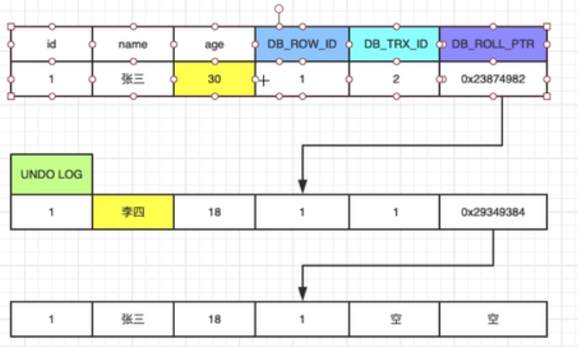 id name age DB_ROW_ID DB_TRX_ID DB_ROLL_PTR
1 张三 30 1 2 0x23874982
UNDO LOG
1 李四 18 1 1 0x29349384
1 张三 18 1 空 空